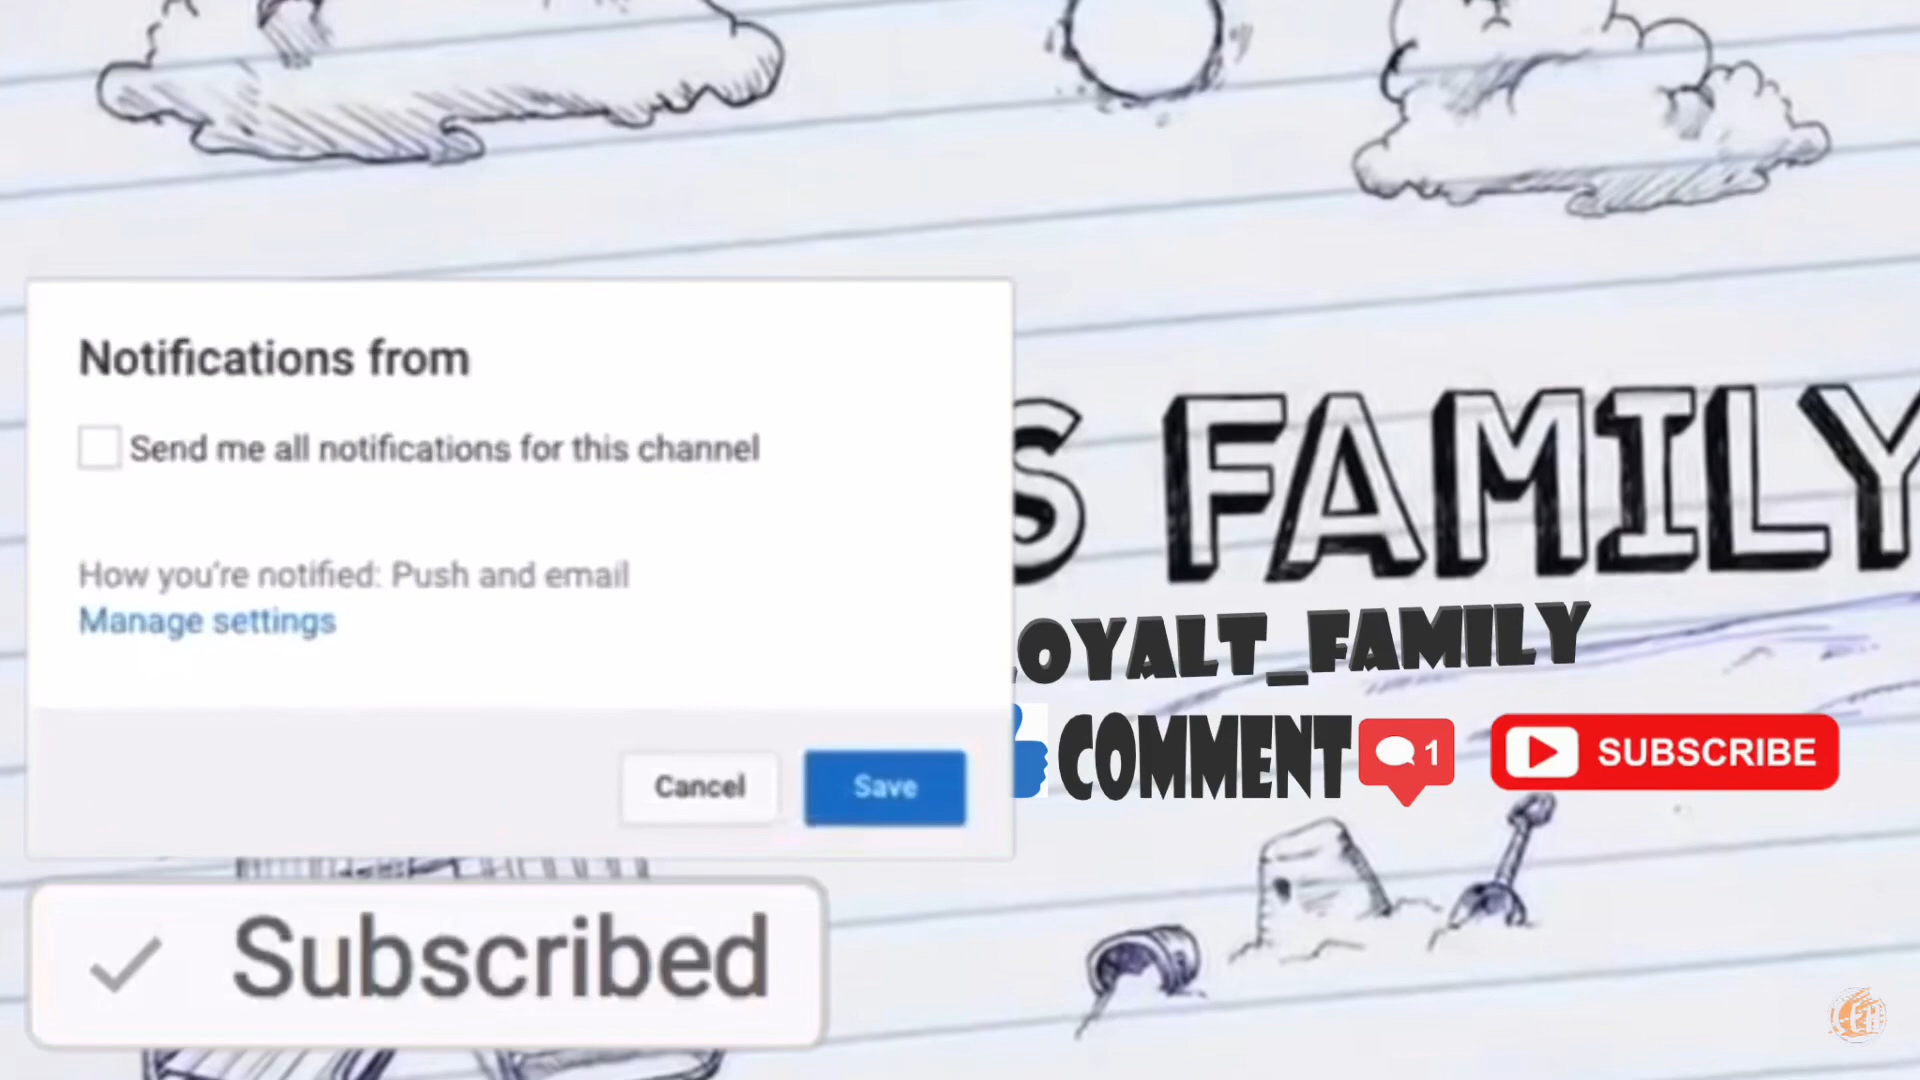 Notifications from
Send me all notifications for this channel
How you're notified: Push and email
Manage settings
Cancel
Save
S FAMILY
OYALT_FAMILY
COMMENT
1
SUBSCRIBE
Subscribed